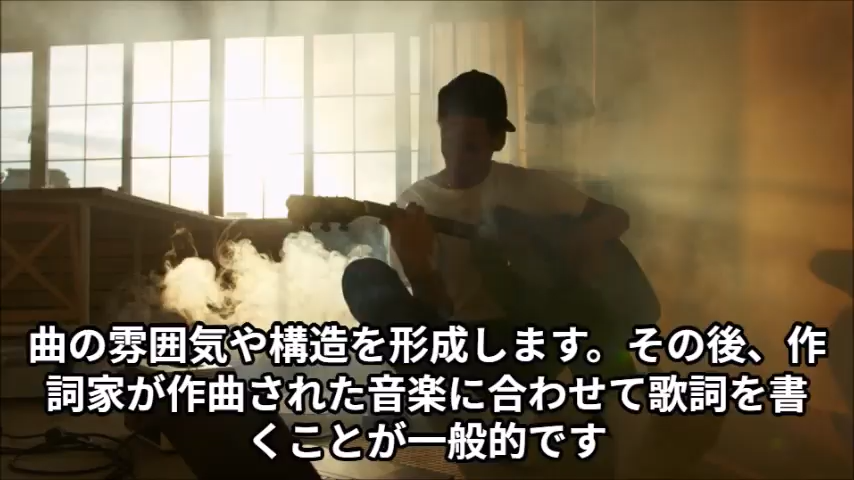 曲の雰囲気や構造を形成します。その後、作
詞家が作曲された音楽に合わせて歌詞を書
くことが一般的です